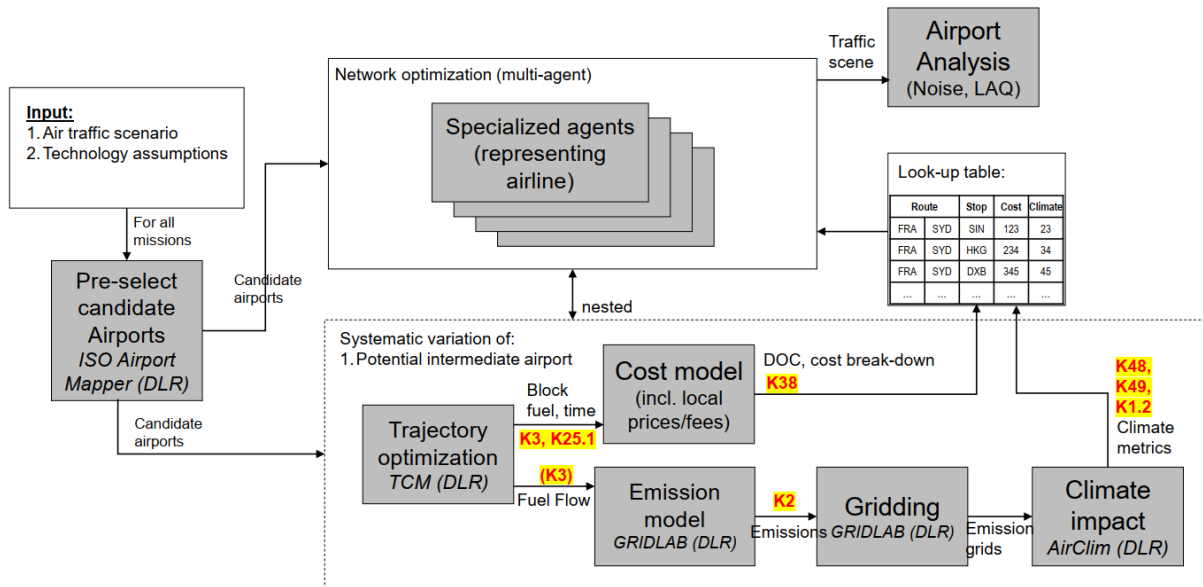 Input:
1. Air traffic scenario
2. Technology assumptions
For all
missions
Pre-select
candidate
Airports
ISO Airport
Mapper (DLR)
Candidate
airports
Candidate
airports
Network optimization (multi-agent)
Specialized agents
(representing
airline)
Traffic
scene
Airport
Analysis
(Noise, LAQ)
Look-up table:
Route Stop Cost Climate
FRA SYD SIN 123 23
FRA SYD HKG 234 34
FRA SYD DXB 345 45
... ... ... ... ...
nested
Systematic variation of:
1. Potential intermediate airport
Trajectory
optimization
TCM (DLR)
Block
fuel, time
K3, K25.1
Cost model
(incl. local
prices/fees)
DOC, cost break-down
K38
(K3)
Fuel Flow
Emission
model
GRIDLAB (DLR)
K2
Emissions
Gridding
GRIDLAB (DLR)
Emission
grids
Climate
impact
AirClim (DLR)
K48,
K49,
K1.2
Climate
metrics